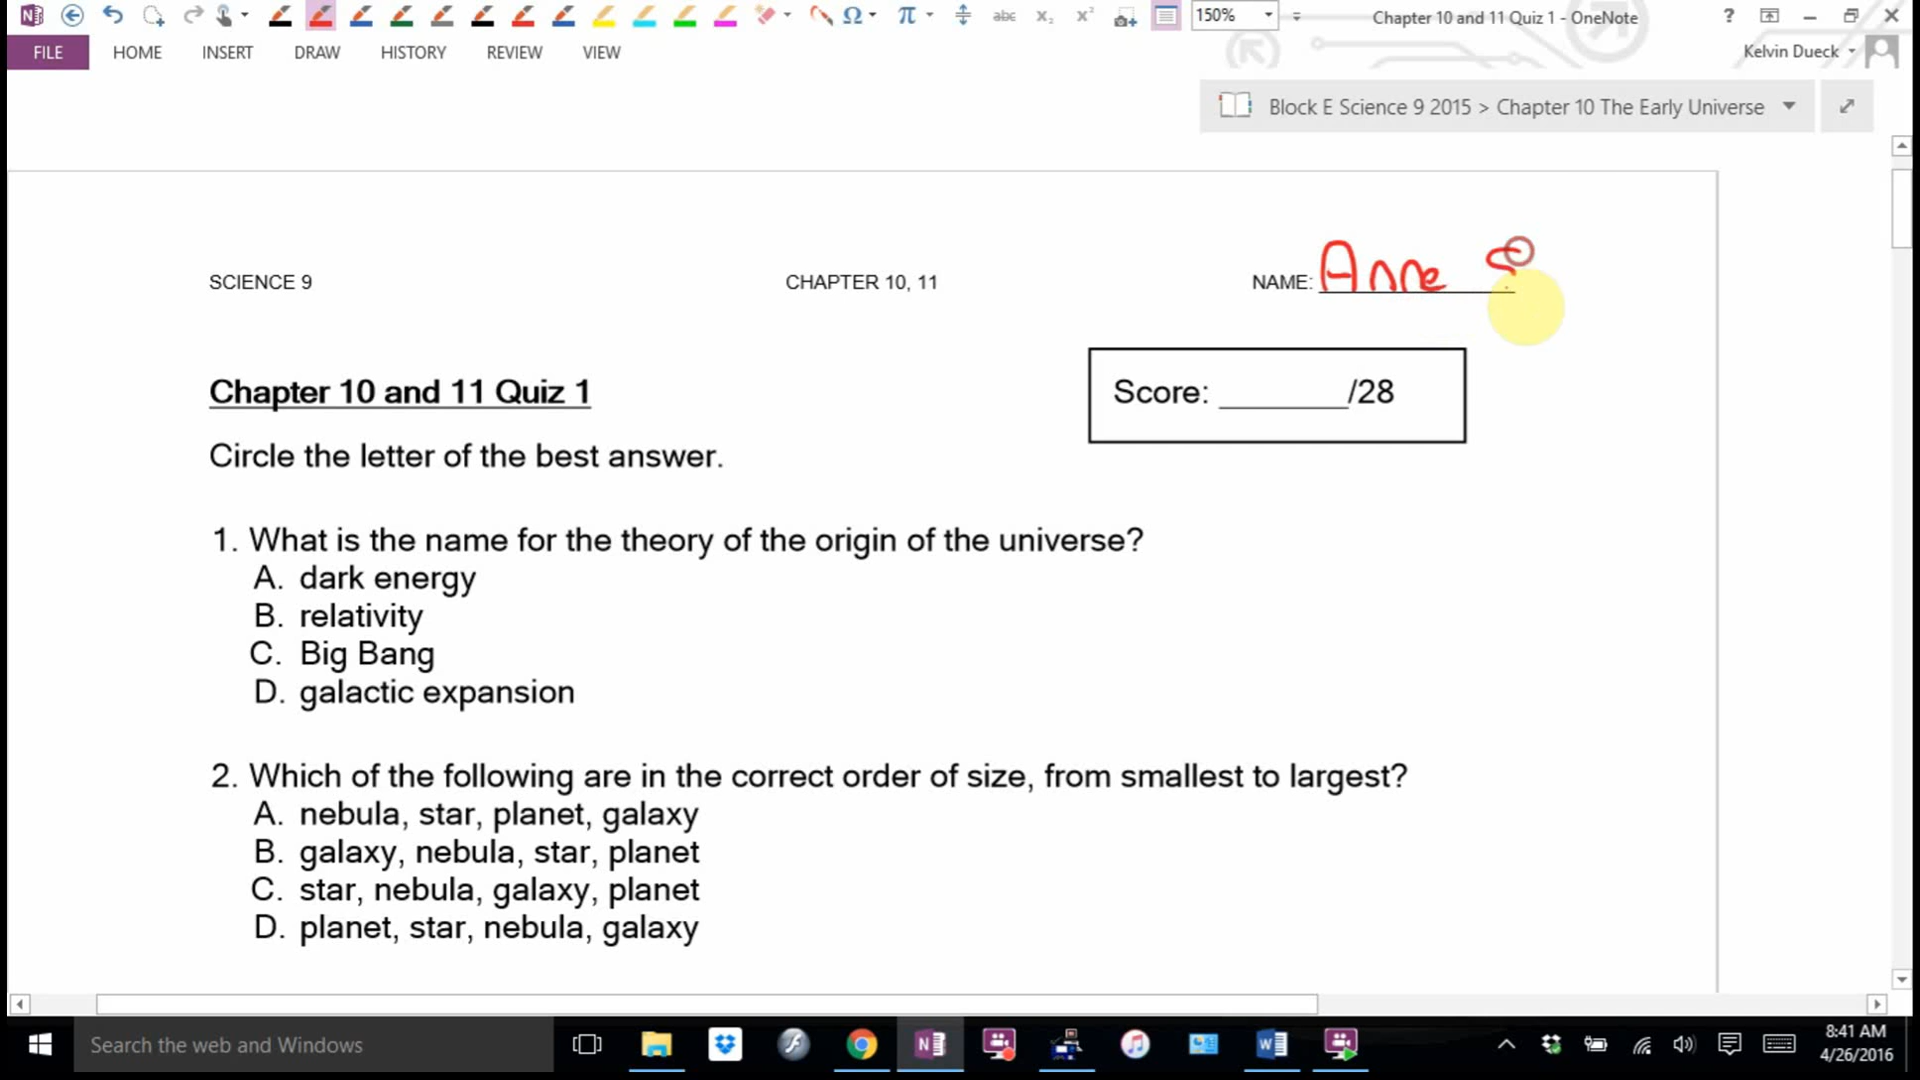 150%
Chapter 10 and 11 Quiz 1 - OneNote
FILE HOME INSERT DRAW HISTORY REVIEW VIEW
Kelvin Dueck
Block E Science 9 2015 > Chapter 10 The Early Universe
SCIENCE 9 CHAPTER 10, 11 NAME: Anne S
Chapter 10 and 11 Quiz 1
Score: ________/28
Circle the letter of the best answer.
1. What is the name for the theory of the origin of the universe?
A. dark energy
B. relativity
C. Big Bang
D. galactic expansion
2. Which of the following are in the correct order of size, from smallest to largest?
A. nebula, star, planet, galaxy
B. galaxy, nebula, star, planet
C. star, nebula, galaxy, planet
D. planet, star, nebula, galaxy
Search the web and Windows
8:41 AM
4/26/2016